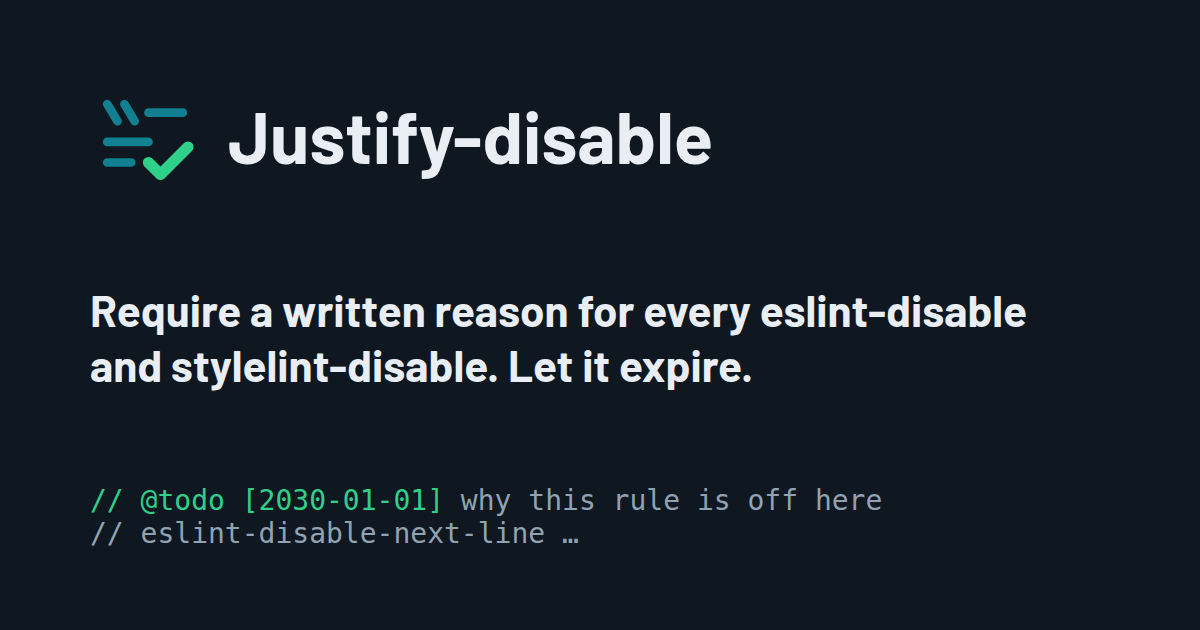 Justify-disable
Require a written reason for every eslint-disable
and stylelint-disable. Let it expire.
// @todo [2030-01-01] why this rule is off here
// eslint-disable-next-line …